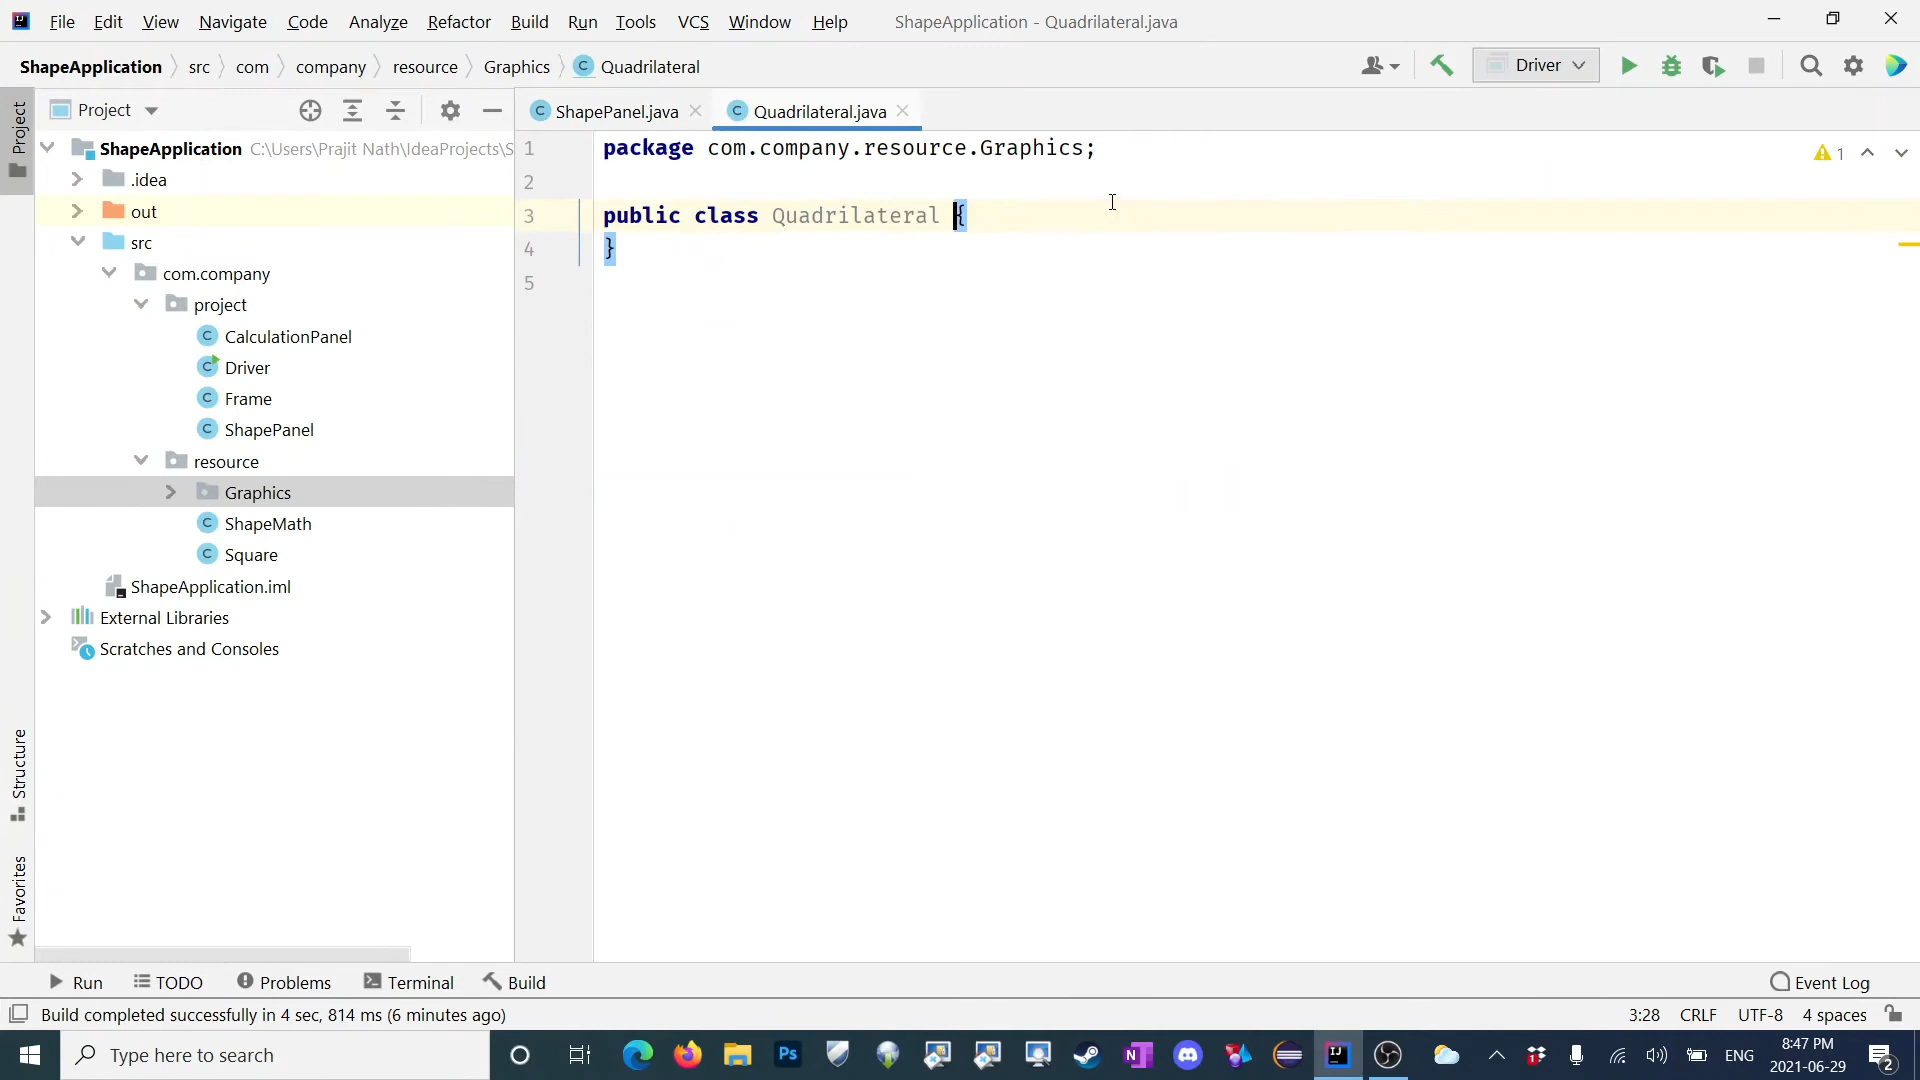 File Edit View Navigate Code Analyze Refactor Build Run Tools VCS Window Help ShapeApplication - Quadrilateral.java
ShapeApplication src com company resource Graphics C Quadrilateral Driver
Project
Project
ShapePanel.java
Quadrilateral.java
ShapeApplication C:\Users\Prajit Nath\IdeaProjects\S
.idea
out
src
com.company
project
CalculationPanel
Driver
Frame
ShapePanel
resource
Graphics
ShapeMath
Square
ShapeApplication.iml
External Libraries
Scratches and Consoles
Structure
Favorites
1 package com.company.resource.Graphics;
2
3 public class Quadrilateral {
4 }
5
1
Run TODO Problems Terminal Build Event Log
Build completed successfully in 4 sec, 814 ms (6 minutes ago) 3:28 CRLF UTF-8 4 spaces
Type here to search
Ps
ENG
8:47 PM
2021-06-29
2